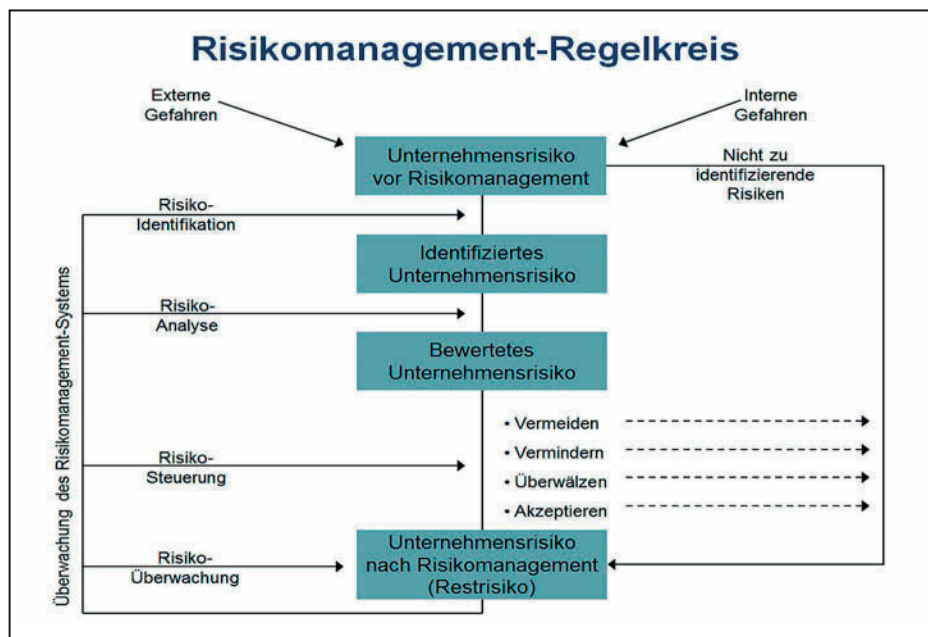 Risikomanagement-Regelkreis
Externe
Gefahren
Interne
Gefahren
Unternehmensrisiko
vor Risikomanagement
Nicht zu
identifizierende
Risiken
Risiko-
Identifikation
Identifiziertes
Unternehmensrisiko
Risiko-
Analyse
Bewertetes
Unternehmensrisiko
• Vermeiden
• Vermindern
• Überwälzen
• Akzeptieren
Risiko-
Steuerung
Unternehmensrisiko
nach Risikomanagement
(Restrisiko)
Risiko-
Überwachung
Überwachung des Risikomanagement-Systems